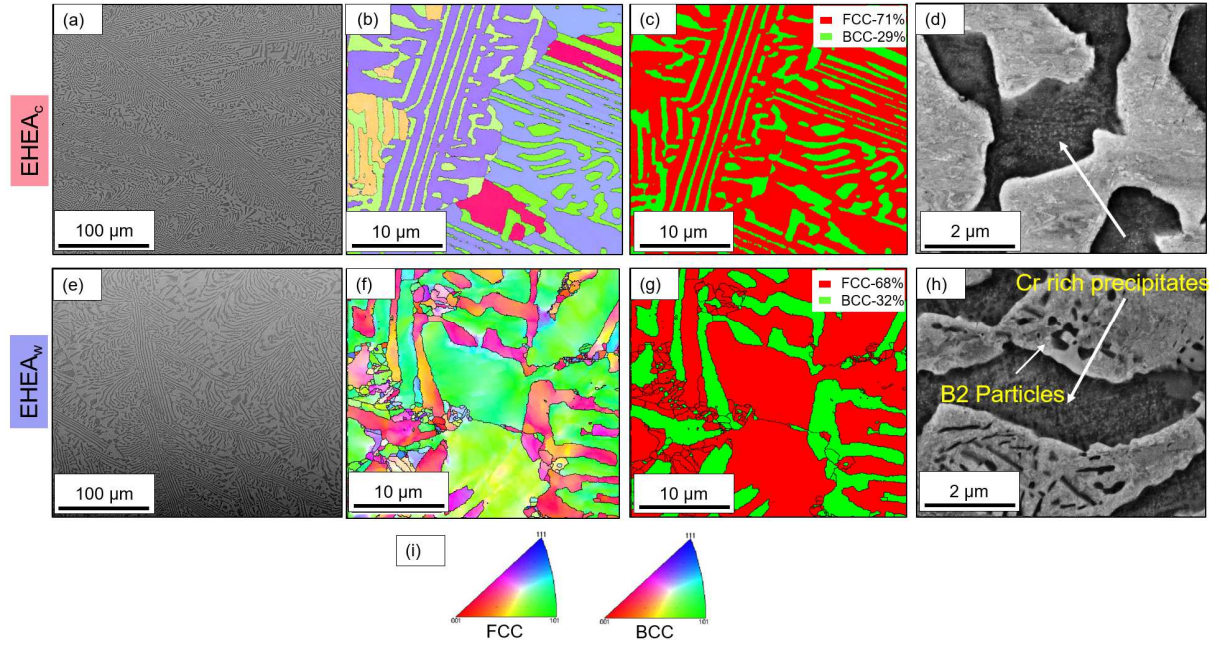 EHEAc
(a)
100 µm
(b)
10 µm
(c)
FCC-71%
BCC-29%
10 µm
(d)
2 µm
EHEAw
(e)
100 µm
(f)
10 µm
(g)
FCC-68%
BCC-32%
10 µm
(h)
Cr rich precipitates
B2 Particles
2 µm
(i)
111
001
101
FCC
111
001
101
BCC